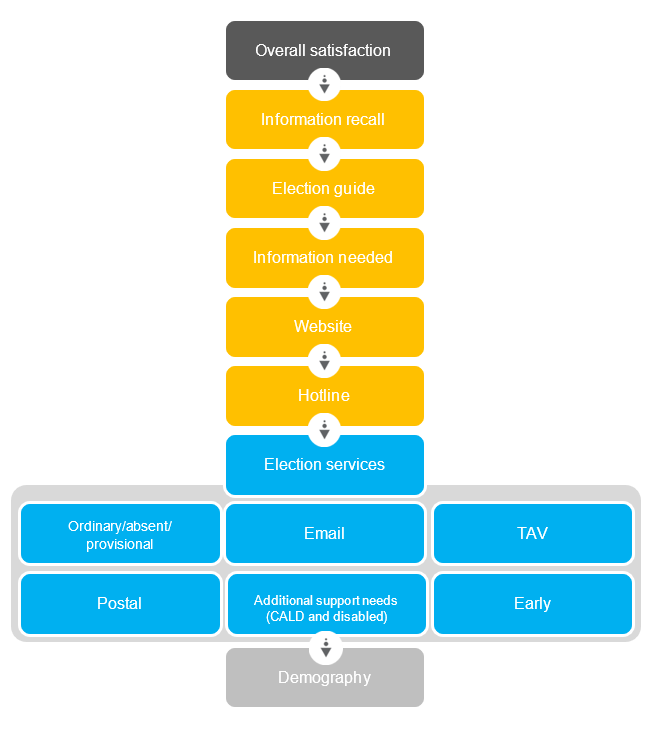 Overall satisfaction
Information recall
Election guide
Information needed
Website
Hotline
Election services
Ordinary/absent/
provisional
Email
TAV
Postal
Additional support needs
(CALD and disabled)
Early
Demography